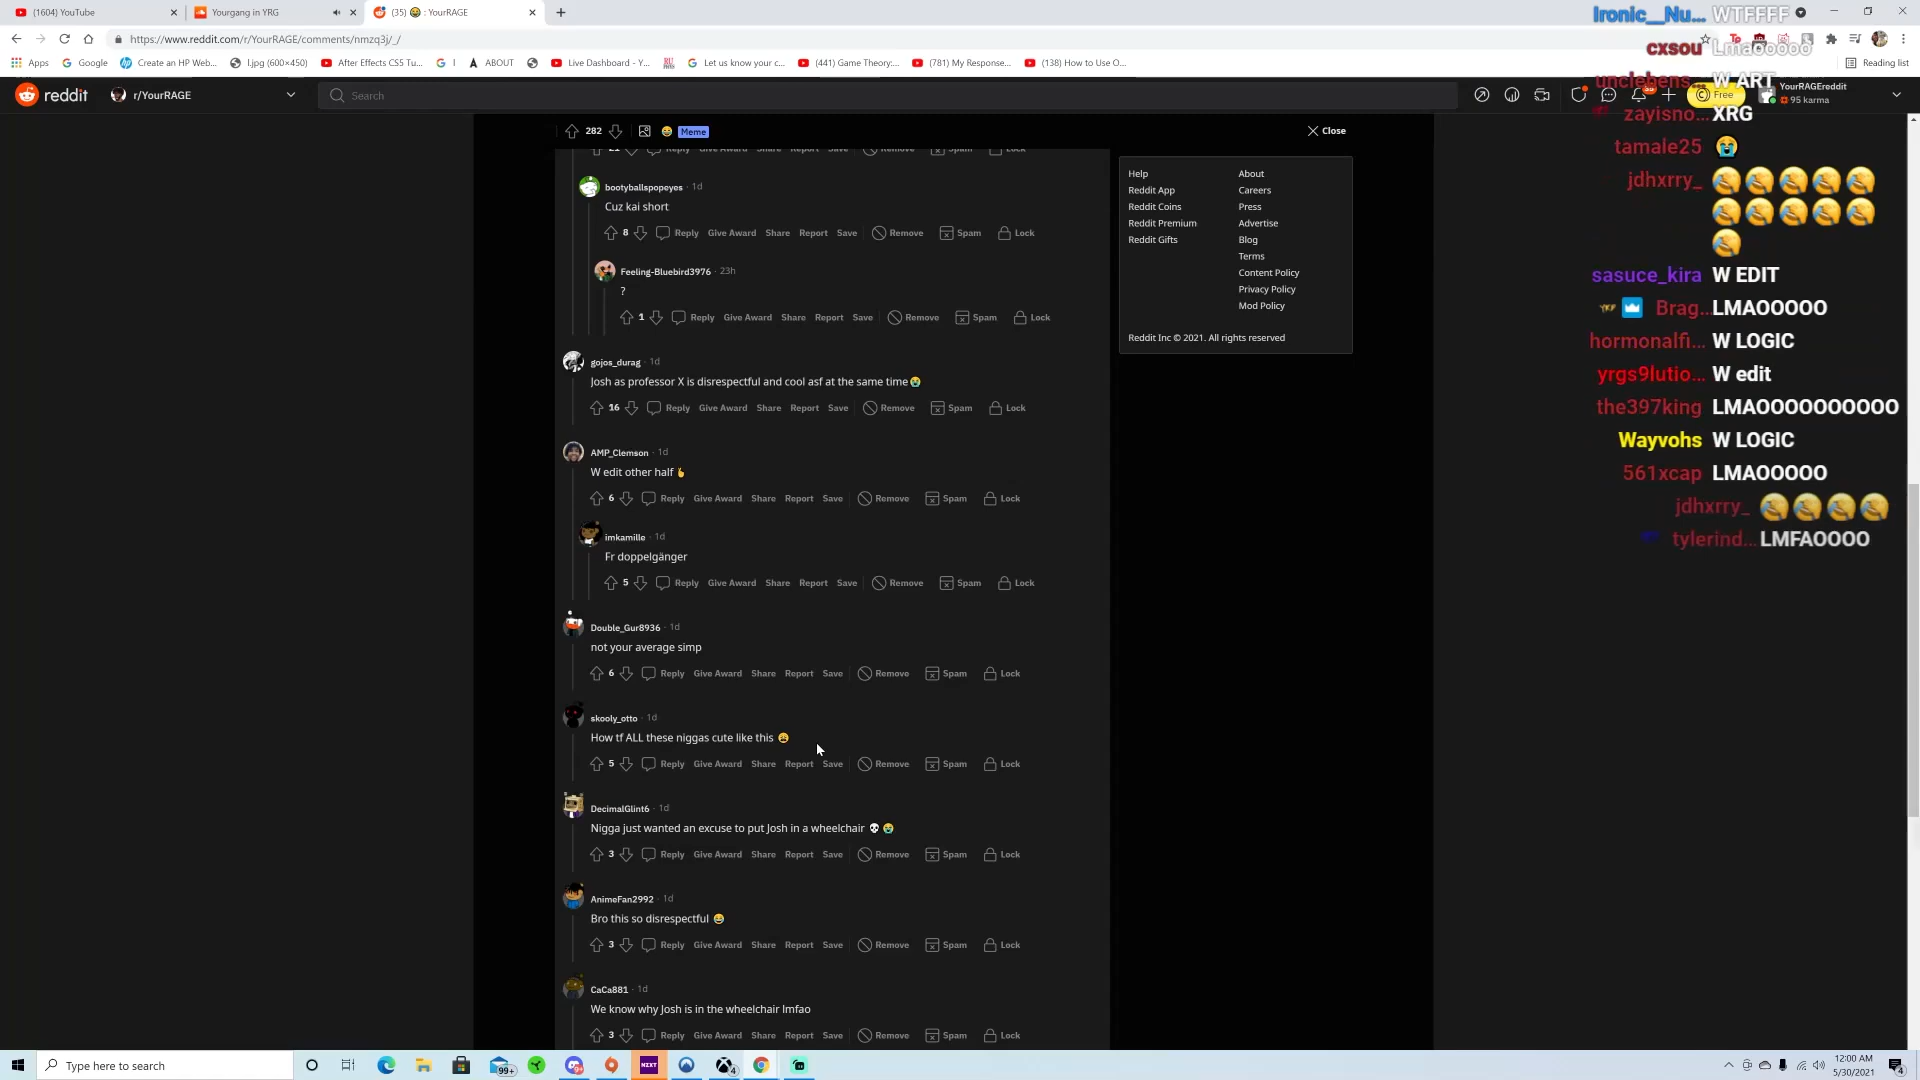 (1604) YouTube
Yourgang in YRG
(35) 😂 : YourRAGE
https://www.reddit.com/r/YourRAGE/comments/nmzq3j/_/
Apps
Google
Create an HP Web...
l.jpg (600×450)
After Effects CS5 Tu...
ABOUT
Live Dashboard - Y...
Let us know your c...
(441) Game Theory:...
(781) My Response...
(138) How to Use O...
Reading list
reddit
r/YourRAGE
Search
Free
YourRAGEreddit
95 karma
282
Meme
Close
21 Reply Give Award Share Report Save Remove Spam Lock
bootyballspopeyes · 1d
Cuz kai short
8 Reply Give Award Share Report Save Remove Spam Lock
Feeling-Bluebird3976 · 23h
?
1 Reply Give Award Share Report Save Remove Spam Lock
gojos_durag · 1d
Josh as professor X is disrespectful and cool asf at the same time😭
16 Reply Give Award Share Report Save Remove Spam Lock
AMP_Clemson · 1d
W edit other half
6 Reply Give Award Share Report Save Remove Spam Lock
imkamille · 1d
Fr doppelgänger
5 Reply Give Award Share Report Save Remove Spam Lock
Double_Gur8936 · 1d
not your average simp
6 Reply Give Award Share Report Save Remove Spam Lock
skooly_otto · 1d
How tf ALL these niggas cute like this 😩
5 Reply Give Award Share Report Save Remove Spam Lock
DecimalGlint6 · 1d
Nigga just wanted an excuse to put Josh in a wheelchair 💀😭
3 Reply Give Award Share Report Save Remove Spam Lock
AnimeFan2992 · 1d
Bro this so disrespectful 😂
3 Reply Give Award Share Report Save Remove Spam Lock
CaCa881 · 1d
We know why Josh is in the wheelchair lmfao
3 Reply Give Award Share Report Save Remove Spam Lock
Help
About
Reddit App
Careers
Reddit Coins
Press
Reddit Premium
Advertise
Reddit Gifts
Blog
Terms
Content Policy
Privacy Policy
Mod Policy
Reddit Inc © 2021. All rights reserved
Ironic__Nu... WTFFFF
cxsou Lmaooooo
unclebens... W ART
zayisno... XRG
tamale25 😭
jdhxrry_
sasuce_kira W EDIT
Brag... LMAOOOOO
hormonalfi... W LOGIC
yrgs9lutio... W edit
the397king LMAOOOOOOOOOO
Wayvohs W LOGIC
561xcap LMAOOOOO
jdhxrry_
tylerind... LMFAOOOO
Type here to search
99+
NZXT
12:00 AM
5/30/2021